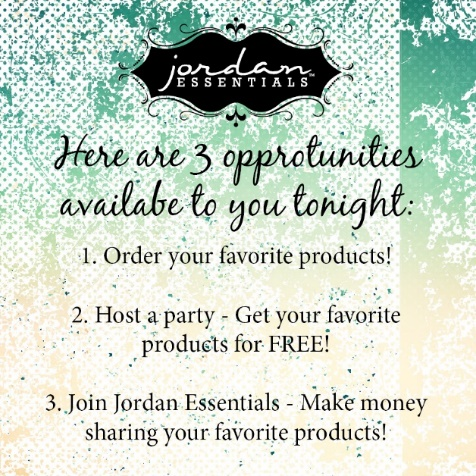 jordan
ESSENTIALS™
Here are 3 opprotunities
availabe to you tonight:
1. Order your favorite products!
2. Host a party - Get your favorite
products for FREE!
3. Join Jordan Essentials - Make money
sharing your favorite products!